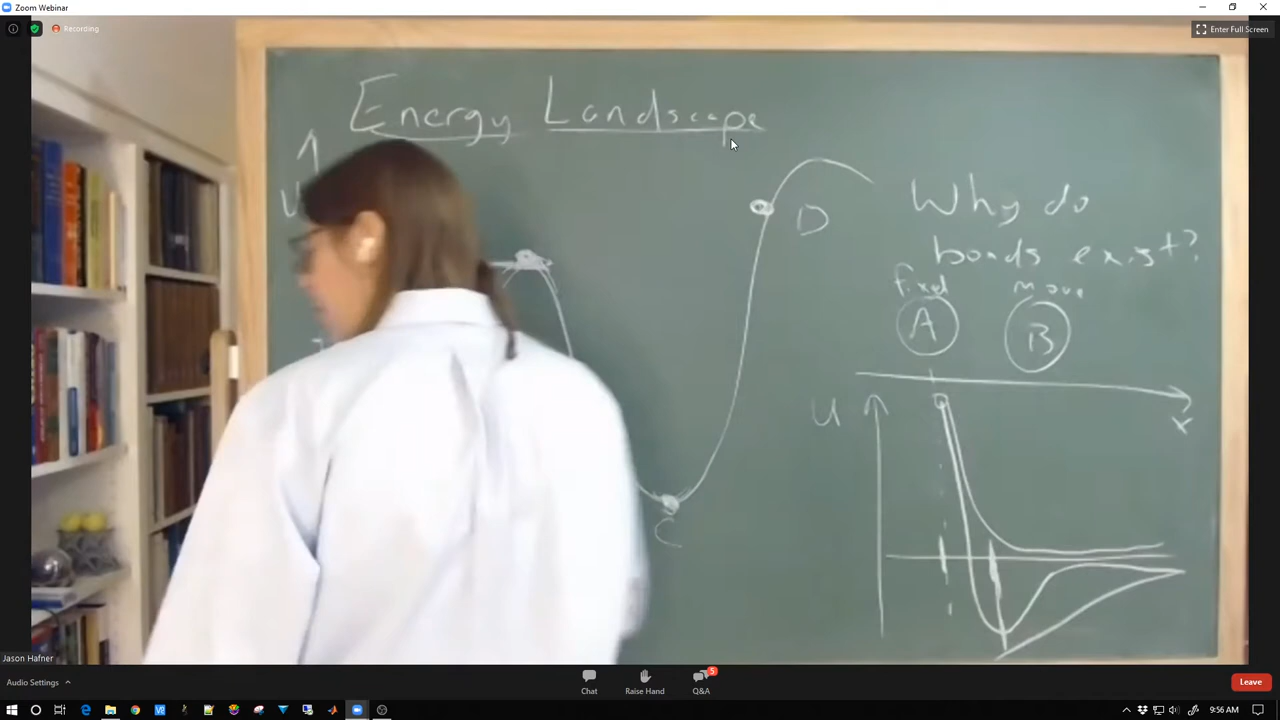 Zoom Webinar
Recording
Enter Full Screen
Energy Landscape
U
D
C
Why do
bonds exist?
fixed move
A B
x
U
Jason Hafner
Audio Settings
Chat
Raise Hand
5
Q&A
Leave
9:56 AM